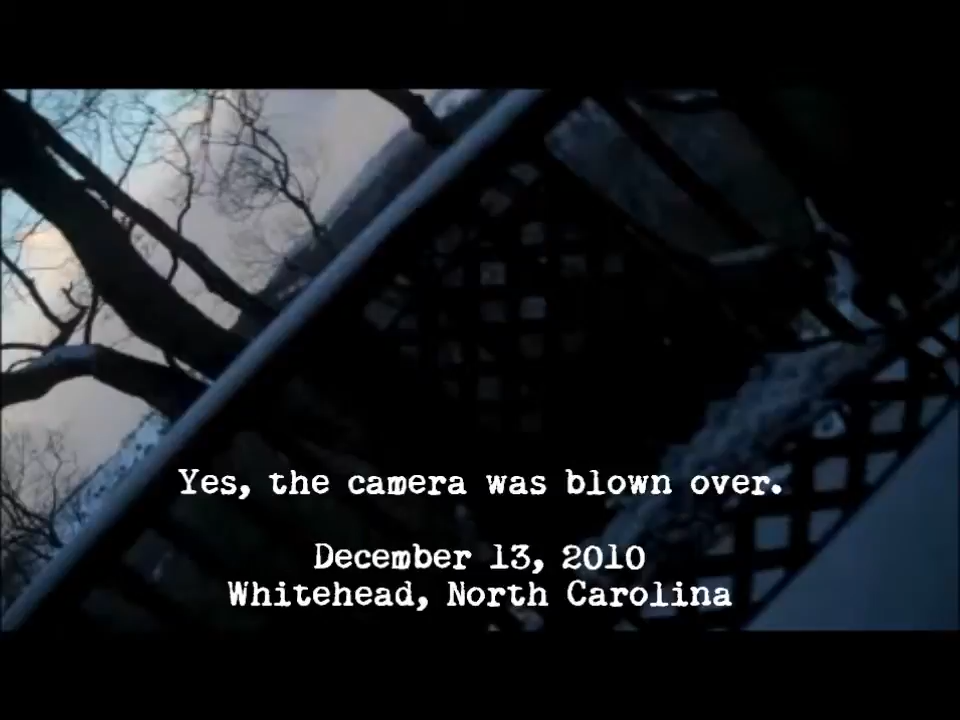 Yes, the camera was blown over.
December 13, 2010
Whitehead, North Carolina